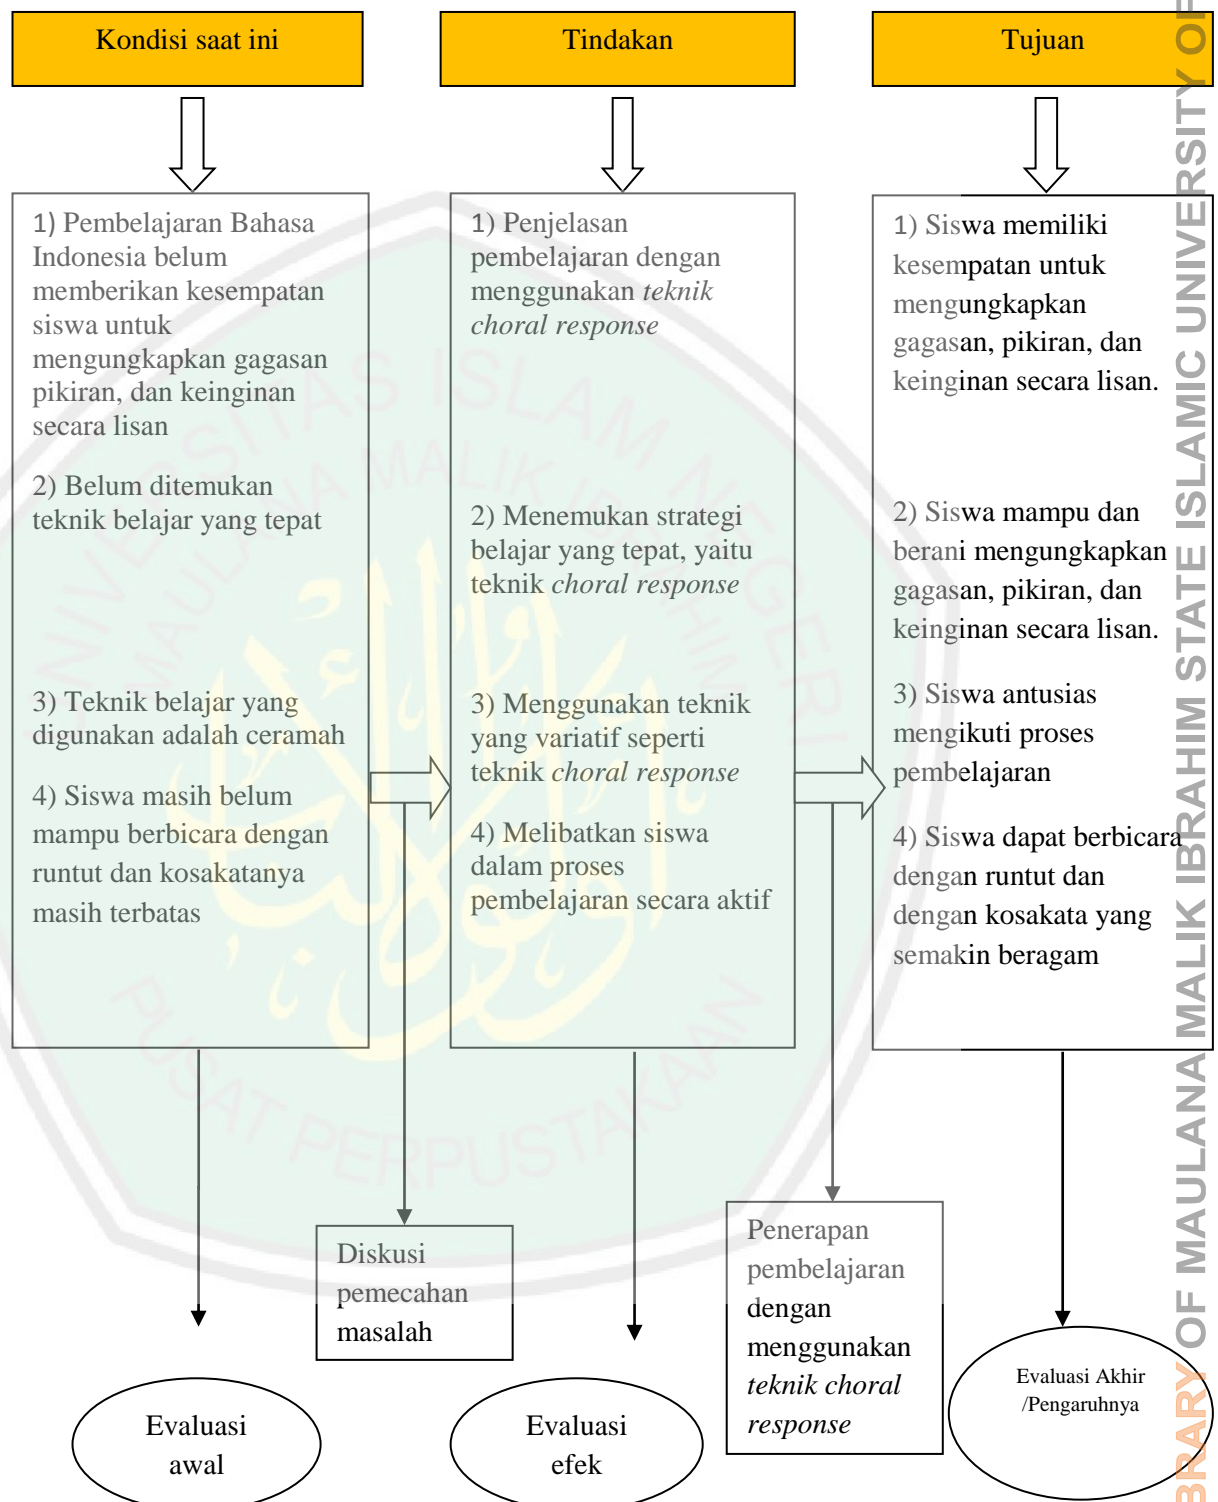 Kondisi saat ini
Tindakan
Tujuan
1) Pembelajaran Bahasa
Indonesia belum
memberikan kesempatan
siswa untuk
mengungkapkan gagasan
pikiran, dan keinginan
secara lisan
2) Belum ditemukan
teknik belajar yang tepat
3) Teknik belajar yang
digunakan adalah ceramah
4) Siswa masih belum
mampu berbicara dengan
runtut dan kosakatanya
masih terbatas
1) Penjelasan
pembelajaran dengan
menggunakan teknik
choral response
2) Menemukan strategi
belajar yang tepat, yaitu
teknik choral response
3) Menggunakan teknik
yang variatif seperti
teknik choral response
4) Melibatkan siswa
dalam proses
pembelajaran secara aktif
1) Siswa memiliki
kesempatan untuk
mengungkapkan
gagasan, pikiran, dan
keinginan secara lisan.
2) Siswa mampu dan
berani mengungkapkan
gagasan, pikiran, dan
keinginan secara lisan.
3) Siswa antusias
mengikuti proses
pembelajaran
4) Siswa dapat berbicara
dengan runtut dan
dengan kosakata yang
semakin beragam
Diskusi
pemecahan
masalah
Penerapan
pembelajaran
dengan
menggunakan
teknik choral
response
Evaluasi
awal
Evaluasi
efek
Evaluasi Akhir
/Pengaruhnya
UNIVERSITAS ISLAM NEGERI
MAULANA MALIK IBRAHIM
PUSAT PERPUSTAKAAN
OF MAULANA MALIK IBRAHIM STATE ISLAMIC UNIVERSITY OF